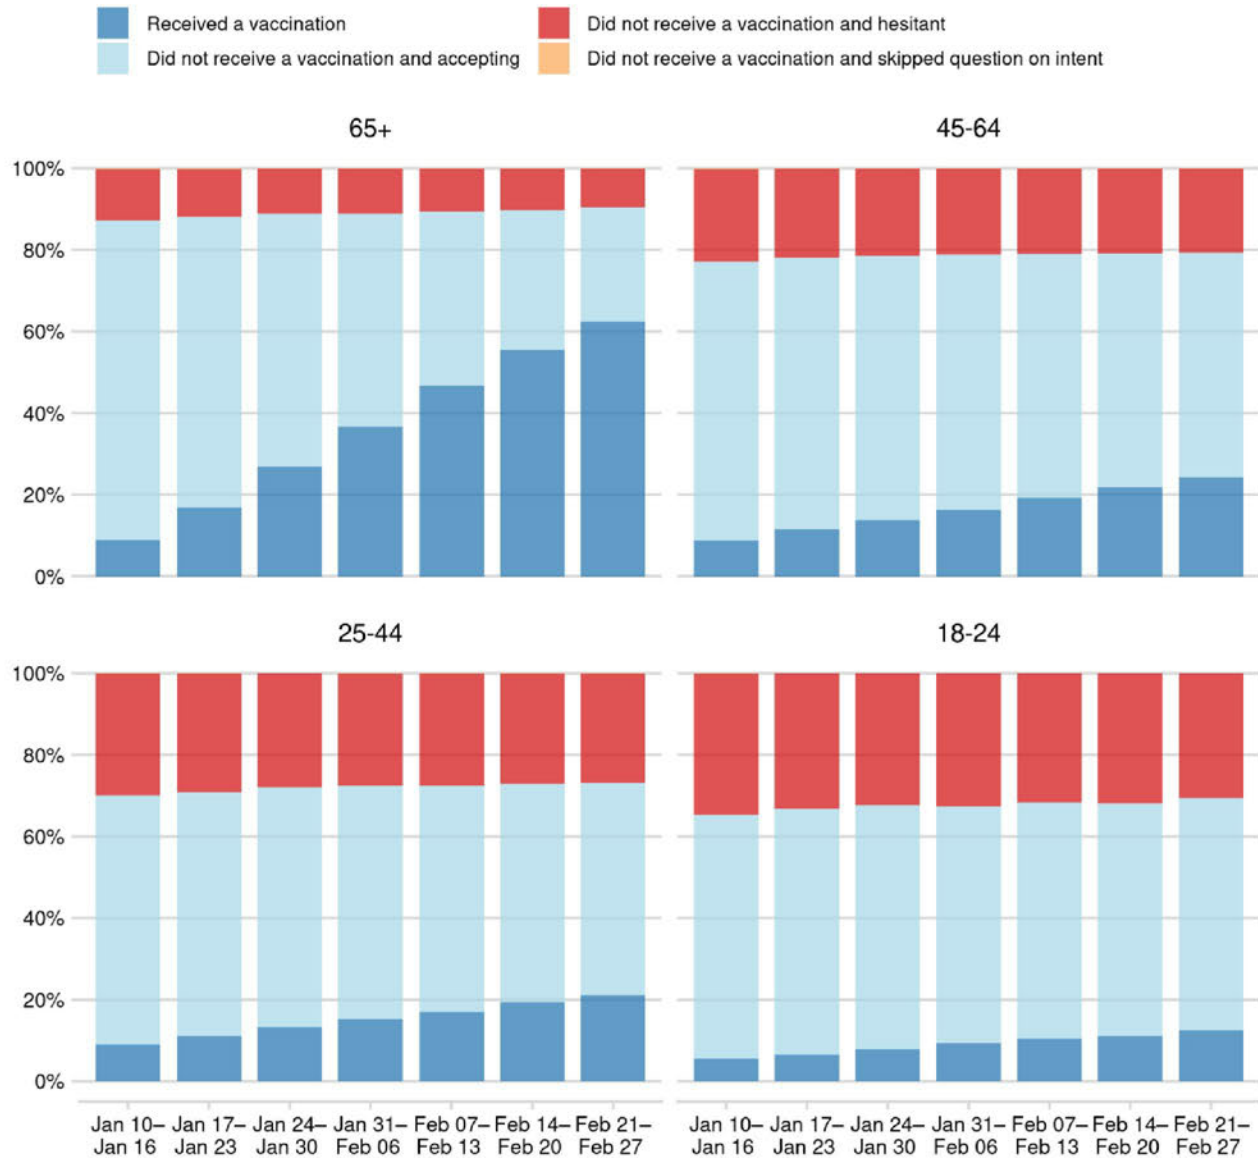 Received a vaccination
Did not receive a vaccination and hesitant
Did not receive a vaccination and accepting
Did not receive a vaccination and skipped question on intent
65+
45-64
100%
80%
60%
40%
20%
0%
25-44
18-24
100%
80%
60%
40%
20%
0%
Jan 10– Jan 17– Jan 24– Jan 31– Feb 07– Feb 14– Feb 21–
Jan 16 Jan 23 Jan 30 Feb 06 Feb 13 Feb 20 Feb 27
Jan 10– Jan 17– Jan 24– Jan 31– Feb 07– Feb 14– Feb 21–
Jan 16 Jan 23 Jan 30 Feb 06 Feb 13 Feb 20 Feb 27